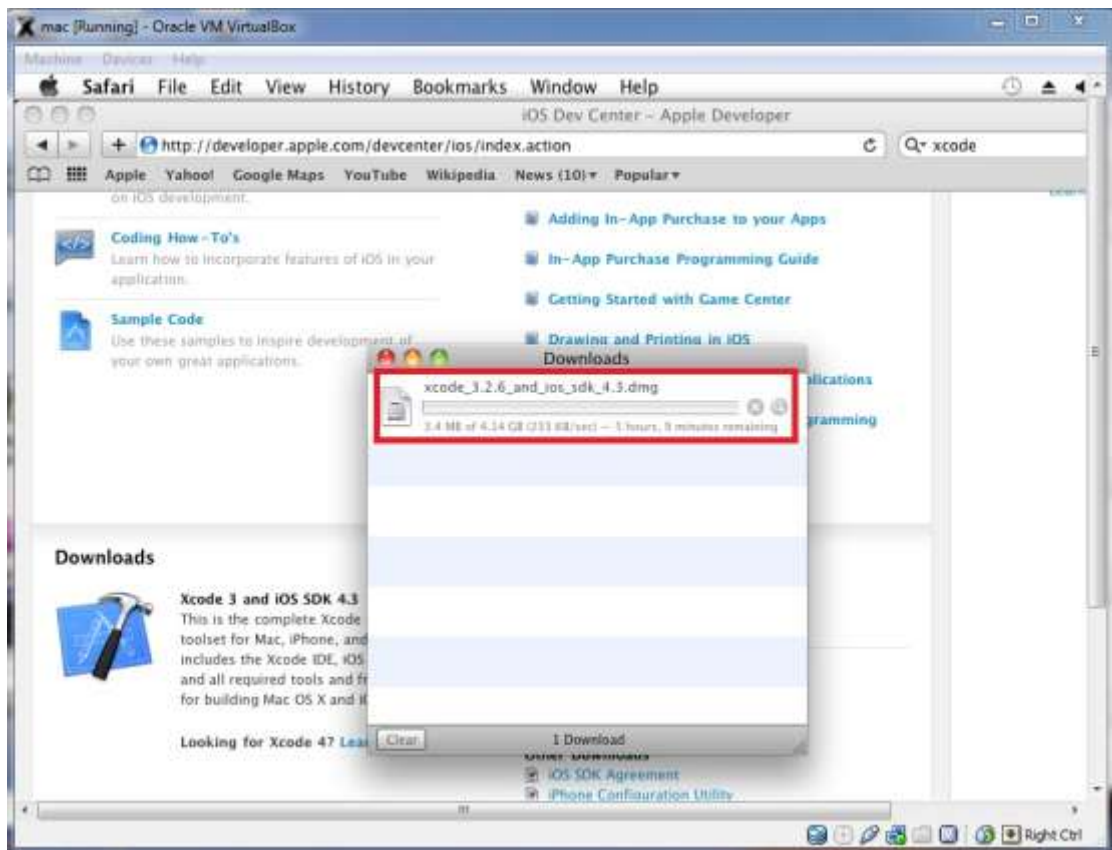 mac [Running] - Oracle VM VirtualBox
Machine Devices Help
Safari File Edit View History Bookmarks Window Help
iOS Dev Center – Apple Developer
http://developer.apple.com/devcenter/ios/index.action
xcode
Apple Yahoo! Google Maps YouTube Wikipedia News (10) Popular
on iOS development.
Coding How-To's
Learn how to incorporate features of iOS in your
application.
Sample Code
Use these samples to inspire development of
your own great applications.
Adding In-App Purchase to your Apps
In-App Purchase Programming Guide
Getting Started with Game Center
Drawing and Printing in iOS
Downloads
xcode_3.2.6_and_ios_sdk_4.3.dmg
Clear
1 Download
Downloads
Xcode 3 and iOS SDK 4.3
This is the complete Xcode
toolset for Mac, iPhone, and
includes the Xcode IDE, iOS
and all required tools and
for building Mac OS X and
Looking for Xcode 4?
Other Downloads
iOS SDK Agreement
iPhone Configuration Utility
Right Ctrl